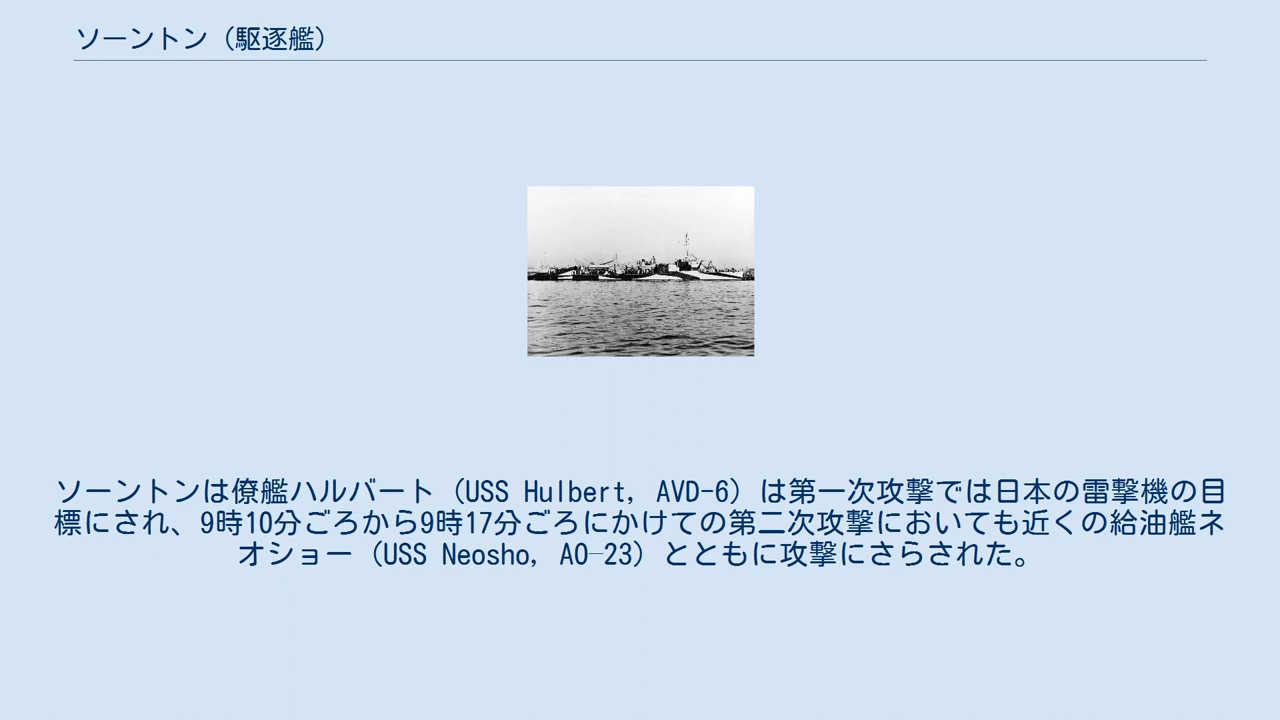 ソーントン（駆逐艦）
ソーントンは僚艦ハルバート（USS Hulbert, AVD-6）は第一次攻撃では日本の雷撃機の目
標にされ、9時10分ごろから9時17分ごろにかけての第二次攻撃においても近くの給油艦ネ
オショー（USS Neosho, AO–23）とともに攻撃にさらされた。